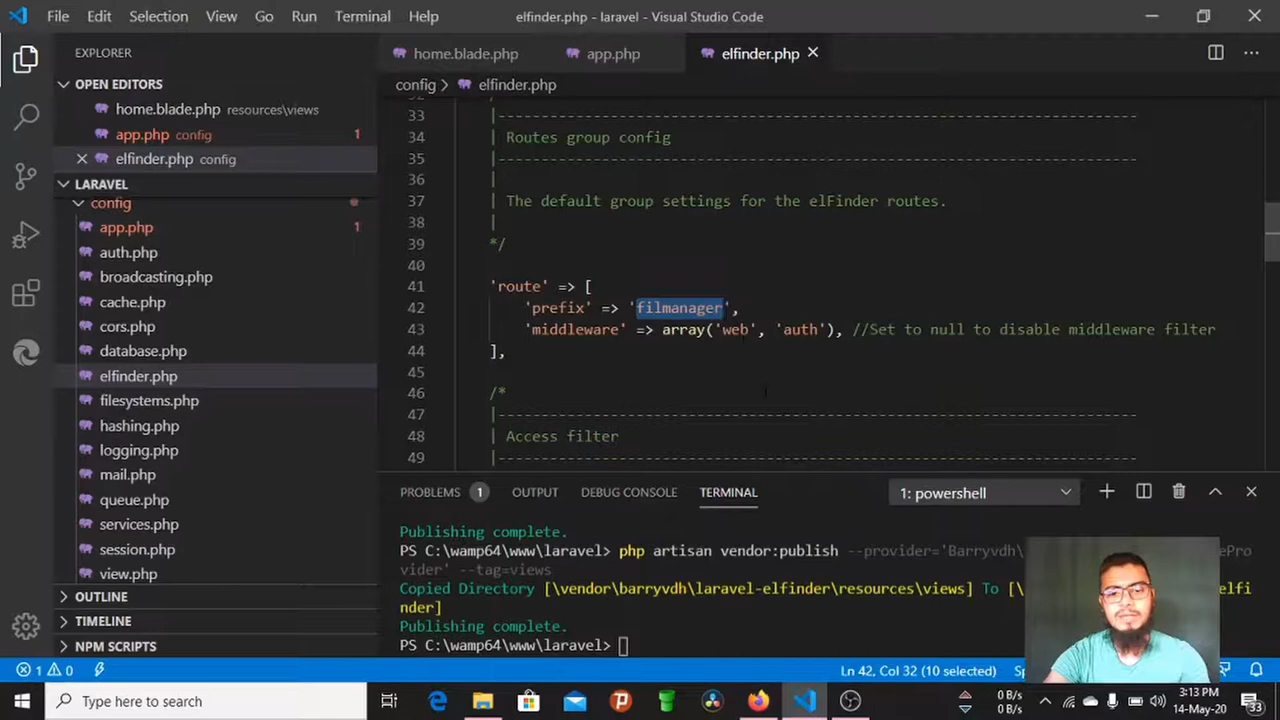 File Edit Selection View Go Run Terminal Help elfinder.php - laravel - Visual Studio Code
EXPLORER
OPEN EDITORS
home.blade.php resources\views
app.php config 1
elfinder.php config
LARAVEL
config
app.php 1
auth.php
broadcasting.php
cache.php
cors.php
database.php
elfinder.php
filesystems.php
hashing.php
logging.php
mail.php
queue.php
services.php
session.php
view.php
OUTLINE
TIMELINE
NPM SCRIPTS
home.blade.php app.php elfinder.php
config > elfinder.php
33 |--------------------------------------------------------------------------
34 | Routes group config
35 |--------------------------------------------------------------------------
36 |
37 | The default group settings for the elFinder routes.
38 |
39 */
40
41 'route' => [
42 'prefix' => 'filmanager',
43 'middleware' => array('web', 'auth'), //Set to null to disable middleware filter
44 ],
45
46 /*
47 |--------------------------------------------------------------------------
48 | Access filter
49 |--------------------------------------------------------------------------
PROBLEMS 1 OUTPUT DEBUG CONSOLE TERMINAL 1: powershell
Publishing complete.
PS C:\wamp64\www\laravel> php artisan vendor:publish --provider='Barryvdh\
vider' --tag=views
Copied Directory [\vendor\barryvdh\laravel-elfinder\resources\views] To [\
nder]
Publishing complete.
PS C:\wamp64\www\laravel>
1 0 Ln 42, Col 32 (10 selected)
Type here to search
0 B/s
0 B/s
3:13 PM
14-May-20
33